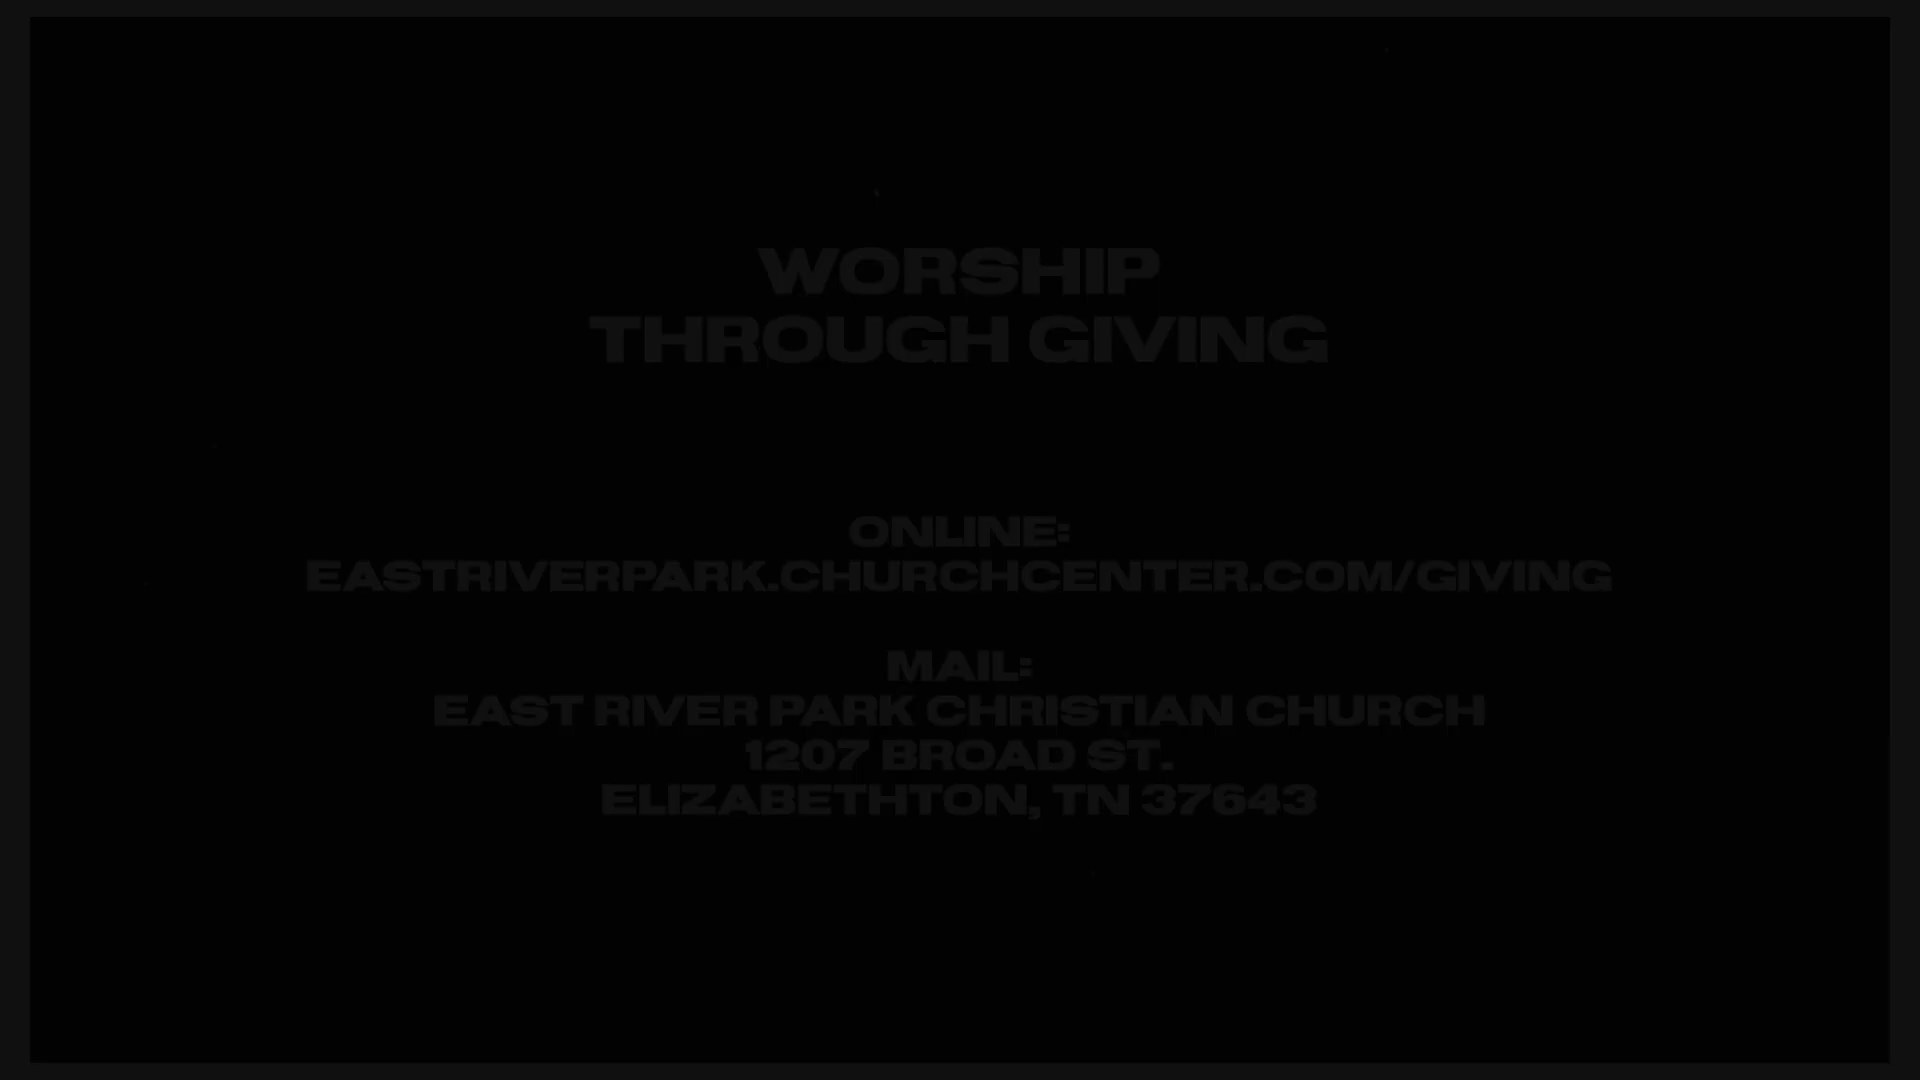 WORSHIP
THROUGH GIVING
ONLINE:
EASTRIVERPARK.CHURCHCENTER.COM/GIVING
MAIL:
EAST RIVER PARK CHRISTIAN CHURCH
1207 BROAD ST.
ELIZABETHTON, TN 37643